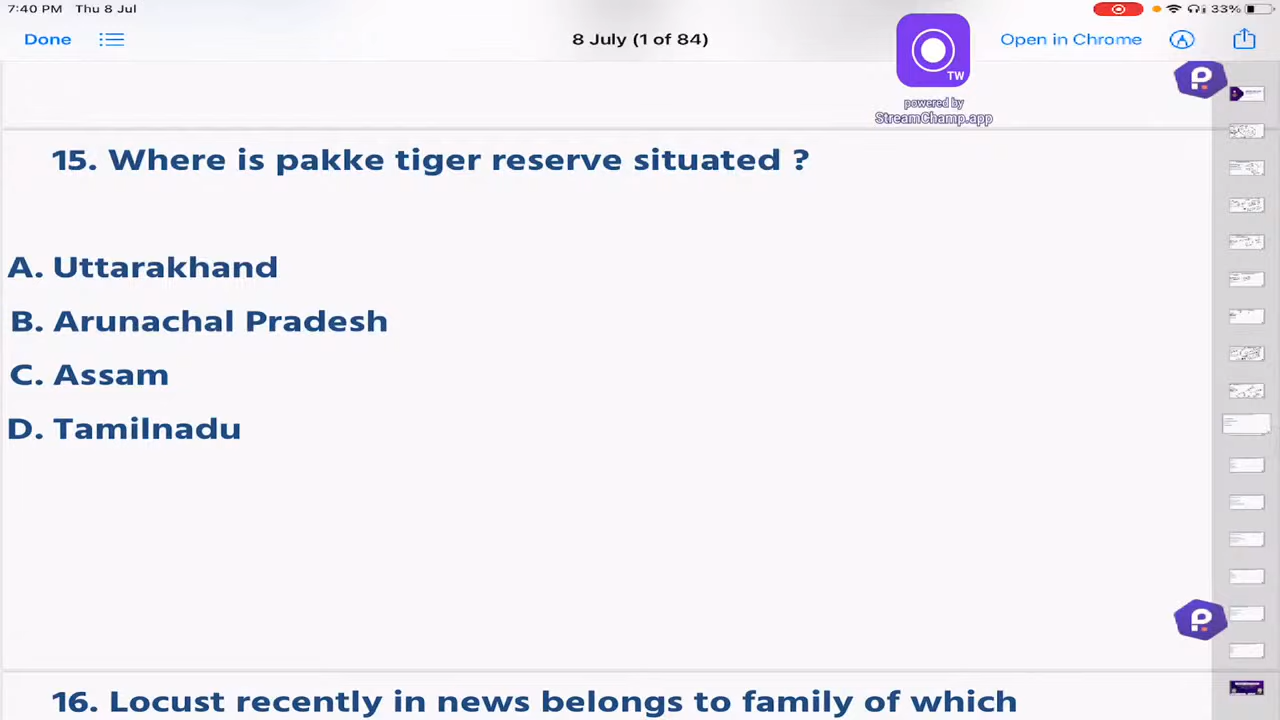 7:40 PM Thu 8 Jul
33%
Done
8 July (1 of 84)
Open in Chrome
TW
powered by
StreamChamp.app
15. Where is pakke tiger reserve situated ?
A. Uttarakhand
B. Arunachal Pradesh
C. Assam
D. Tamilnadu
16. Locust recently in news belongs to family of which